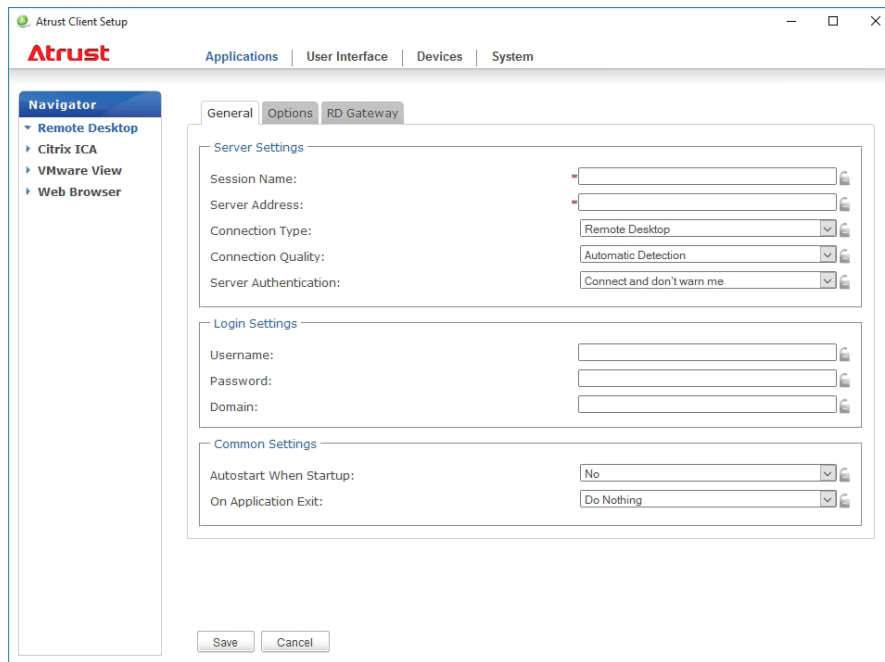 Atrust Client Setup
Atrust
Applications | User Interface | Devices | System
Navigator
Remote Desktop
Citrix ICA
VMware View
Web Browser
General Options RD Gateway
Server Settings
Session Name: *
Server Address: *
Connection Type: Remote Desktop
Connection Quality: Automatic Detection
Server Authentication: Connect and don't warn me
Login Settings
Username:
Password:
Domain:
Common Settings
Autostart When Startup: No
On Application Exit: Do Nothing
Save Cancel